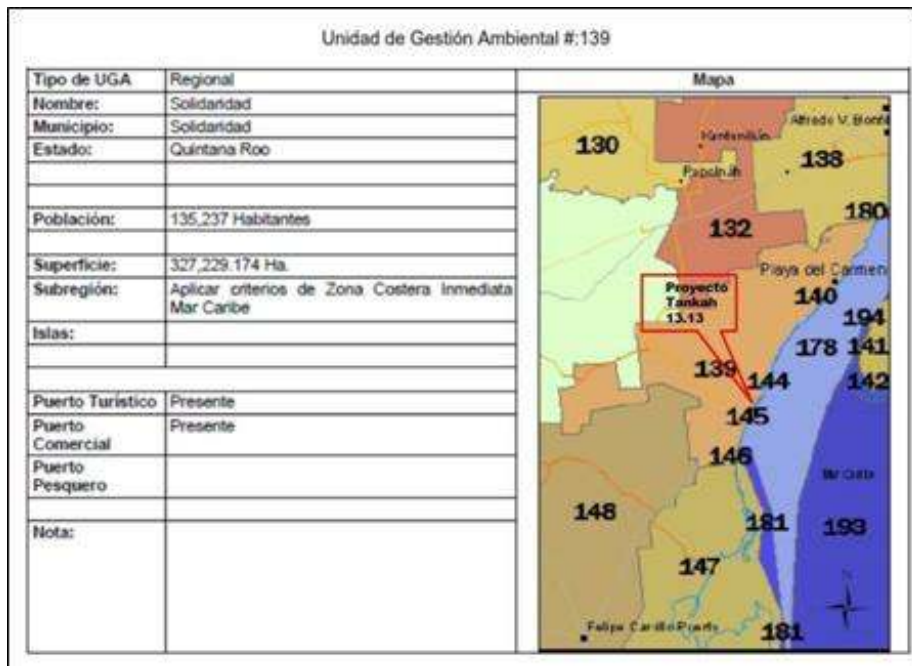 Unidad de Gestión Ambiental #:139
Tipo de UGA Regional Mapa
Nombre: Solidaridad
Municipio: Solidaridad
Estado: Quintana Roo
Población: 135,237 Habitantes
Superficie: 327,229.174 Ha.
Subregión: Aplicar criterios de Zona Costera Inmediata
Mar Caribe
Islas:
Puerto Turístico Presente
Puerto Presente
Comercial
Puerto
Pesquero
Nota:
Alfredo V. Bonfil
130
Kantunilkín
138
180
132
Playa del Carmen
Proyecto
Tankah
13.13
140
194
178
141
139
144
142
145
146
148
181
193
147
Felipe Carrillo Puerto
181